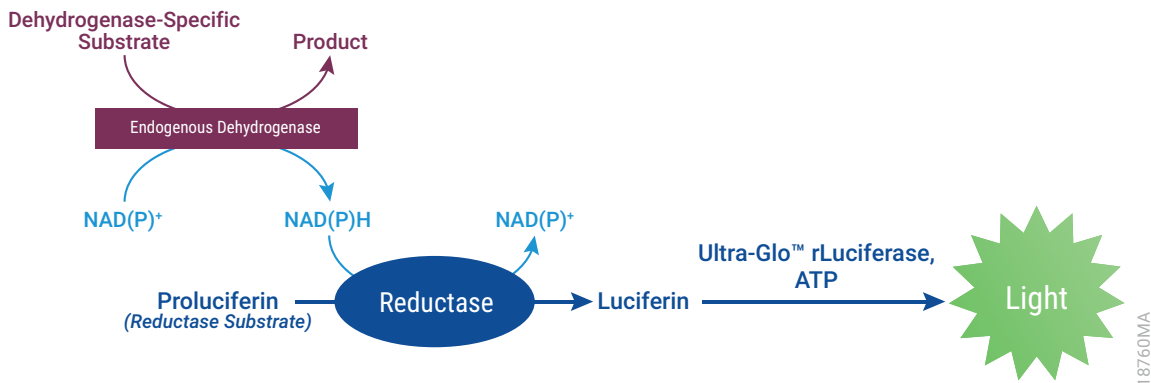 Dehydrogenase-Specific
Substrate
Product
Endogenous Dehydrogenase
NAD(P)⁺
NAD(P)H
NAD(P)⁺
Ultra-Glo™ rLuciferase,
ATP
Proluciferin
(Reductase Substrate)
Reductase
Luciferin
Light
18760MA